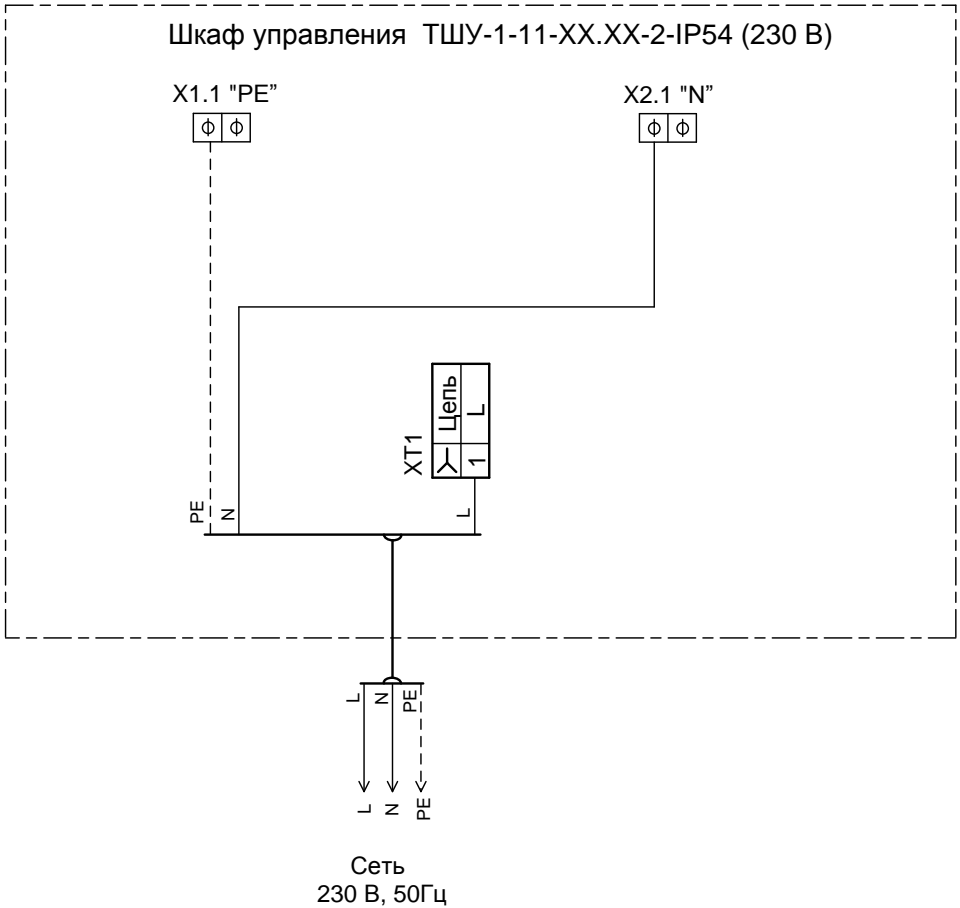 Шкаф управления ТШУ-1-11-XX.XX-2-IP54 (230 В)
X1.1 "PE”
X2.1 "N”
XT1
Цепь
1
L
PE
N
L
L
N
PE
L
N
PE
Сеть
230 В, 50Гц